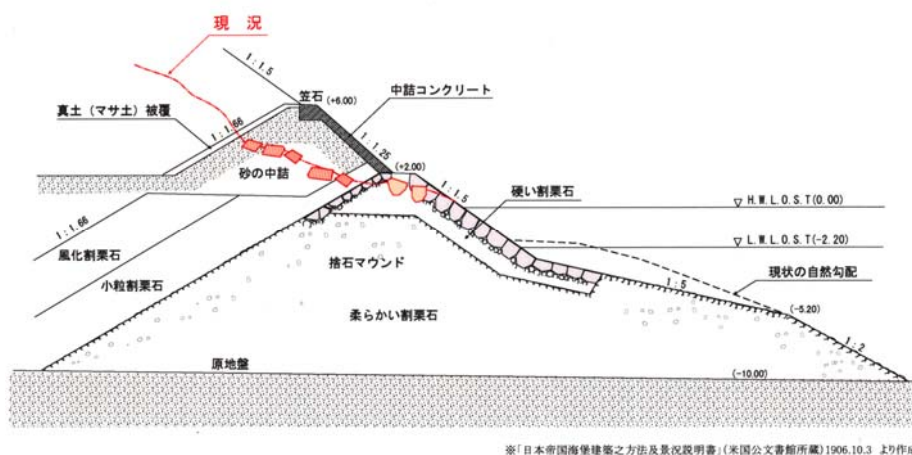 現 況
1:1.5
笠石
(+6.00)
中詰コンクリート
真土（マサ土）被覆
1:1.66
1:1.25
砂の中詰
(+2.00)
1:1.5
硬い割栗石
▽ H.W.L.O.S.T(0.00)
1:1.66
▽ L.W.L.O.S.T(-2.20)
風化割栗石
捨石マウンド
現状の自然勾配
小粒割栗石
1:5
柔らかい割栗石
(-5.20)
1:2
原地盤
(-10.00)
※「日本帝国海堡建築之方法及景況説明書」(米国公文書館所蔵)1906.10.3 より作成